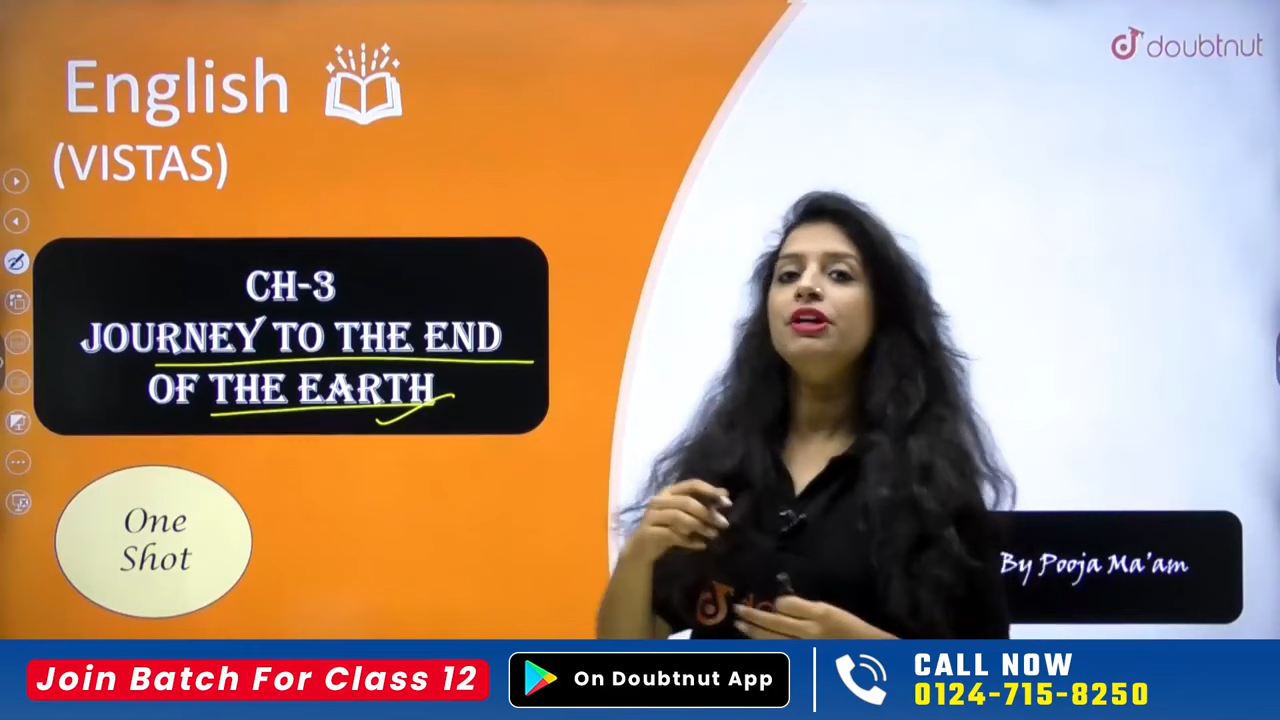 English
(VISTAS)
doubtnut
CH-3
JOURNEY TO THE END
OF THE EARTH
One
Shot
By Pooja Ma'am
Join Batch For Class 12
On Doubtnut App
CALL NOW
0124-715-8250